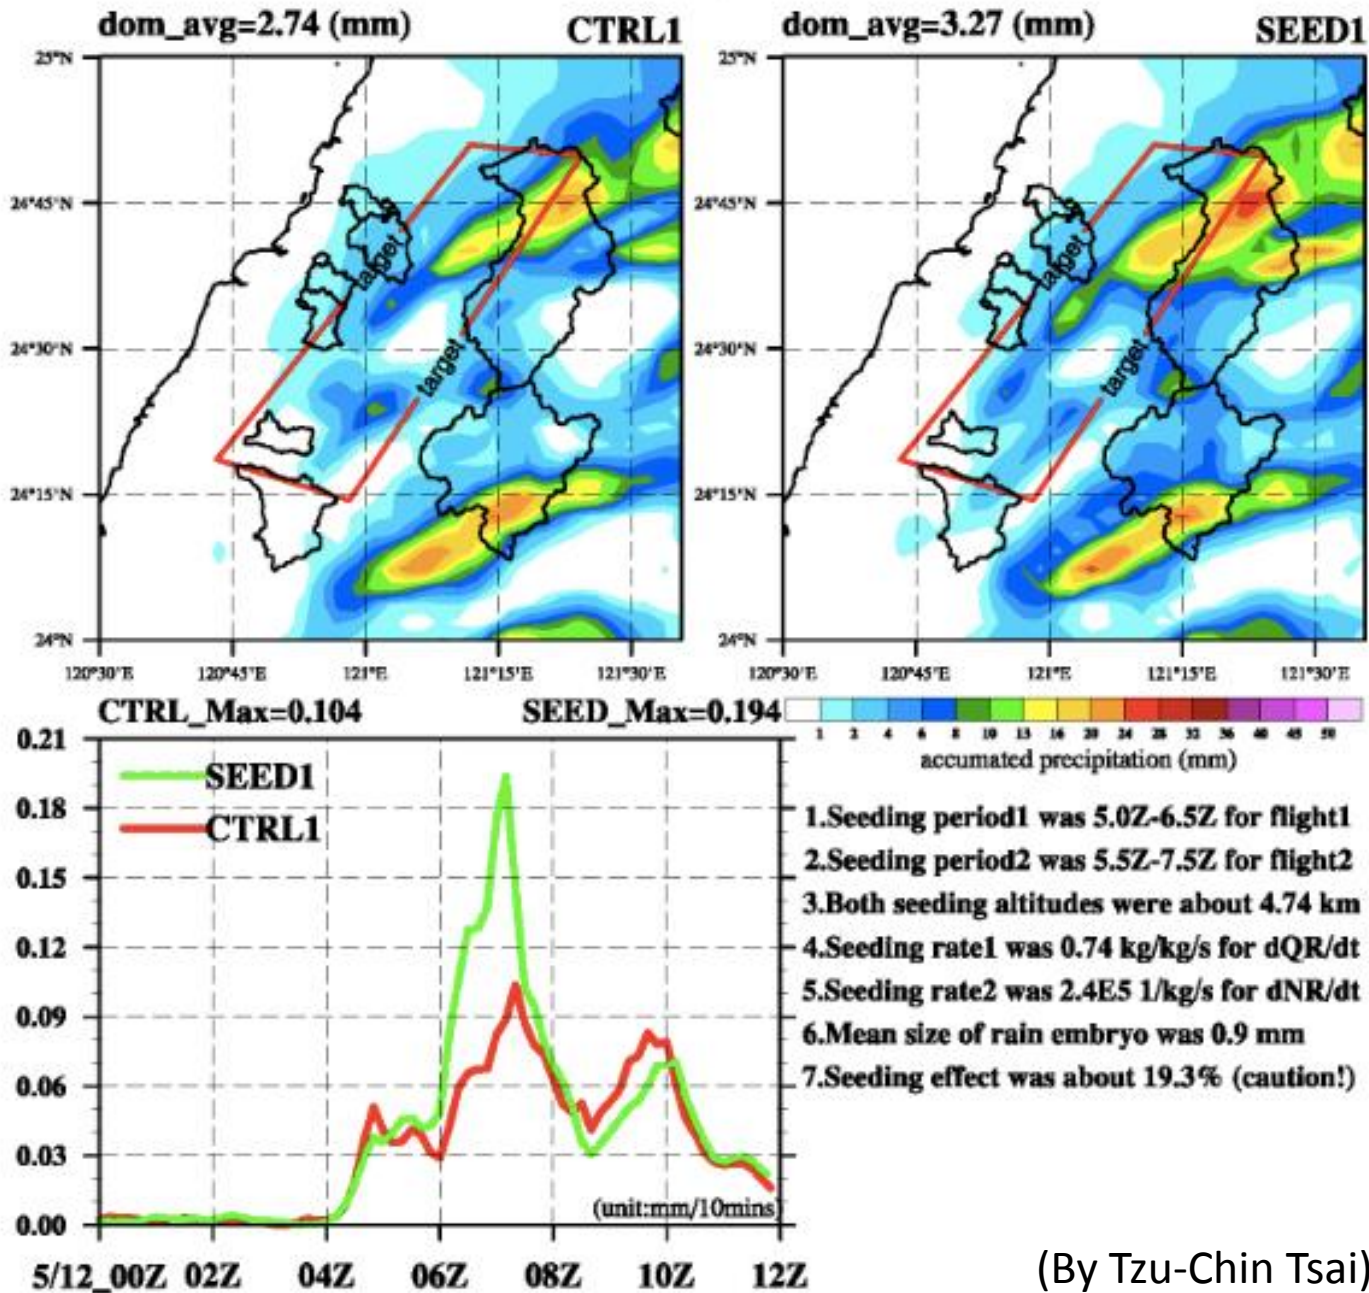 dom_avg=2.74 (mm) CTRL1
dom_avg=3.27 (mm) SEED1
25°N
24°45'N
24°30'N
24°15'N
24°N
120°30'E 120°45'E 121°E 121°15'E 121°30'E
target
target
25°N
24°45'N
24°30'N
24°15'N
24°N
120°30'E 120°45'E 121°E 121°15'E 121°30'E
target
target
CTRL_Max=0.104 SEED_Max=0.194
0.21
0.18
0.15
0.12
0.09
0.06
0.03
0.00
SEED1
CTRL1
(unit:mm/10mins)
5/12_00Z 02Z 04Z 06Z 08Z 10Z 12Z
1 2 4 6 8 10 13 16 20 24 28 32 36 40 45 50
accumated precipitation (mm)
1.Seeding period1 was 5.0Z-6.5Z for flight1
2.Seeding period2 was 5.5Z-7.5Z for flight2
3.Both seeding altitudes were about 4.74 km
4.Seeding rate1 was 0.74 kg/kg/s for dQR/dt
5.Seeding rate2 was 2.4E5 1/kg/s for dNR/dt
6.Mean size of rain embryo was 0.9 mm
7.Seeding effect was about 19.3% (caution!)
(By Tzu-Chin Tsai)